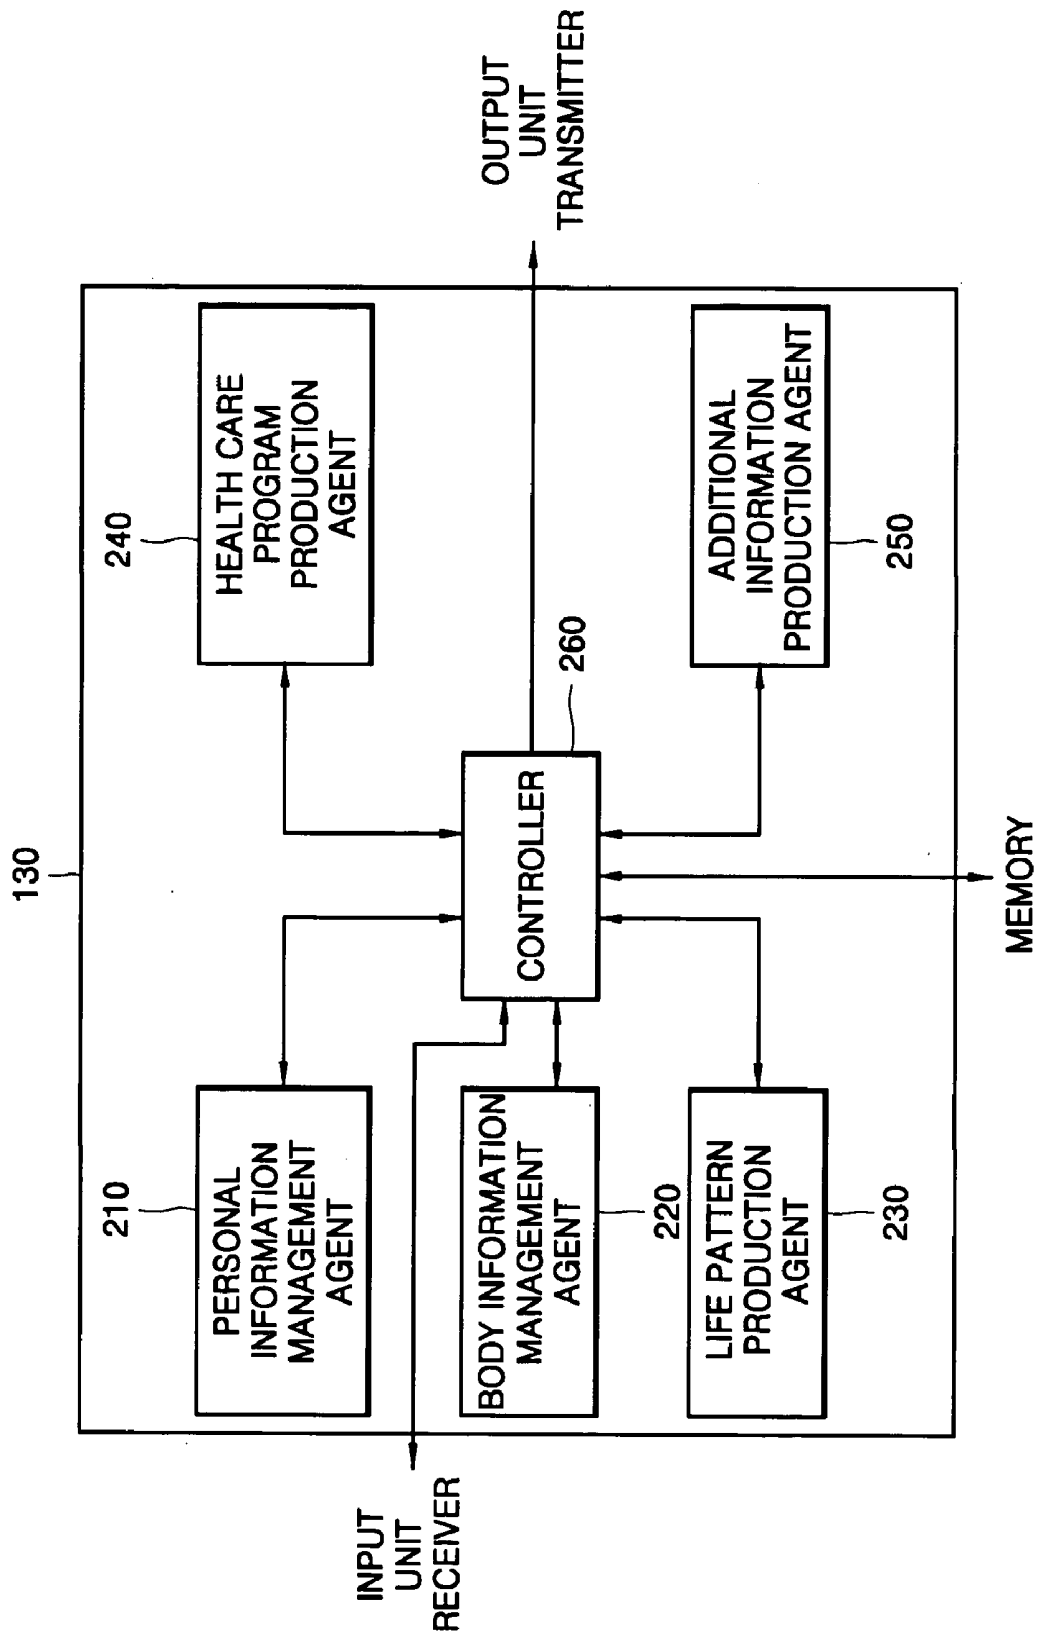 130
210
PERSONAL
INFORMATION
MANAGEMENT
AGENT
240
HEALTH CARE
PROGRAM
PRODUCTION
AGENT
INPUT
UNIT
RECEIVER
BODY INFORMATION
MANAGEMENT
AGENT
220
CONTROLLER
260
OUTPUT
UNIT
TRANSMITTER
LIFE PATTERN
PRODUCTION
AGENT
230
ADDITIONAL
INFORMATION
PRODUCTION AGENT
250
MEMORY